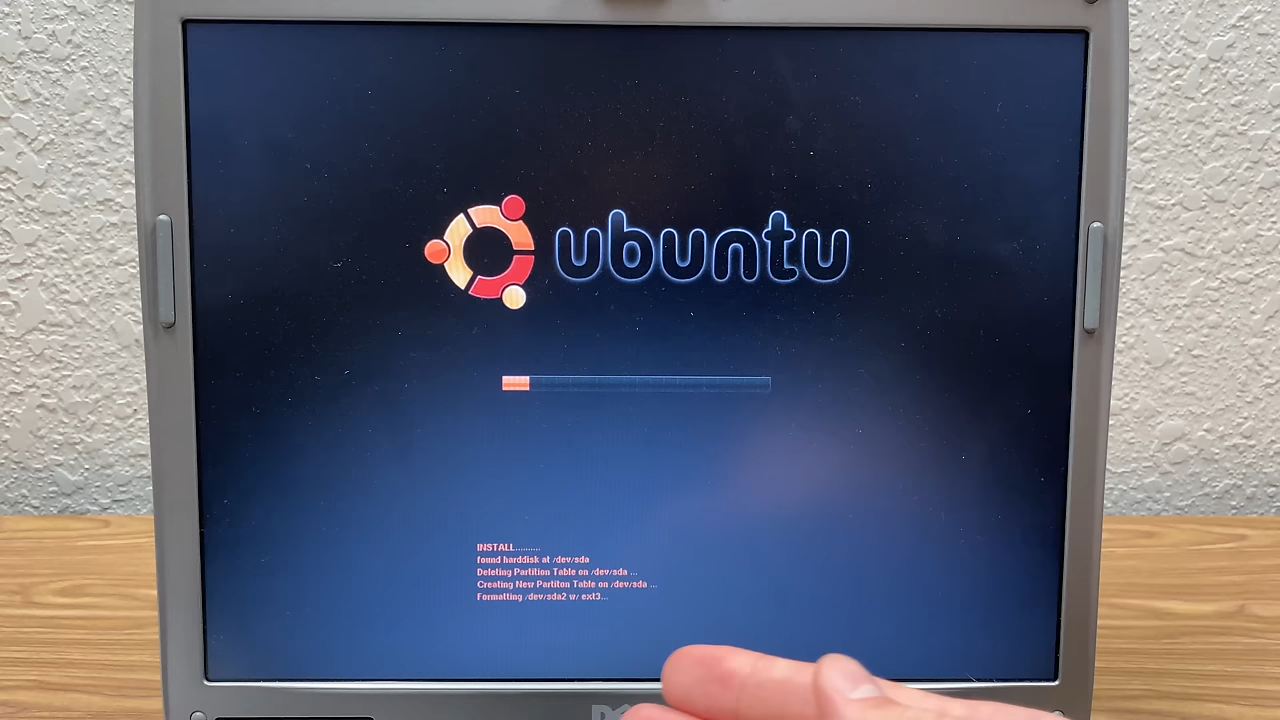 ubuntu
INSTALL..........
found harddisk at /dev/sda
Deleting Partition Table on /dev/sda ...
Creating New Partiton Table on /dev/sda ...
Formatting /dev/sda2 w/ ext3...